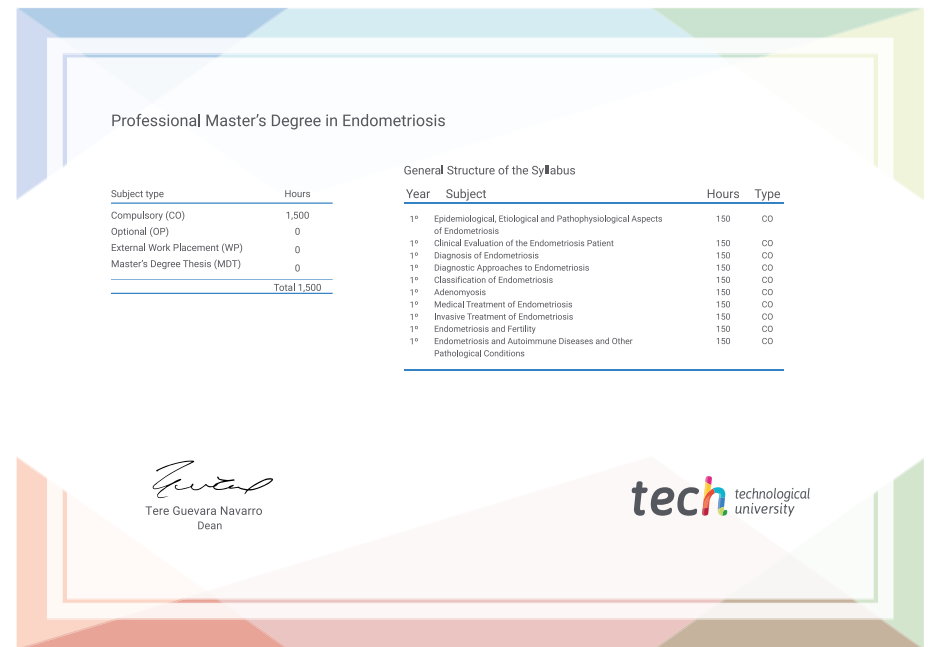 Professional Master's Degree in Endometriosis
Subject type Hours
Compulsory (CO) 1,500
Optional (OP) 0
External Work Placement (WP) 0
Master's Degree Thesis (MDT) 0
Total 1,500
General Structure of the Syllabus
Year Subject Hours Type
1º Epidemiological, Etiological and Pathophysiological Aspects 150 CO
of Endometriosis
1º Clinical Evaluation of the Endometriosis Patient 150 CO
1º Diagnosis of Endometriosis 150 CO
1º Diagnostic Approaches to Endometriosis 150 CO
1º Classification of Endometriosis 150 CO
1º Adenomyosis 150 CO
1º Medical Treatment of Endometriosis 150 CO
1º Invasive Treatment of Endometriosis 150 CO
1º Endometriosis and Fertility 150 CO
1º Endometriosis and Autoimmune Diseases and Other 150 CO
Pathological Conditions
Tere Guevara Navarro
Dean
tech technological
university